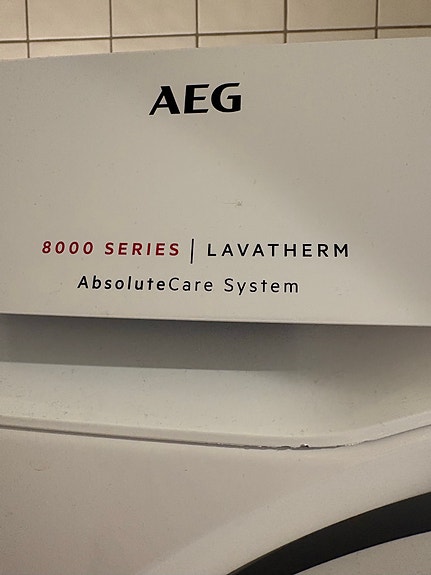 AEG
8000 SERIES | LAVATHERM
AbsoluteCare System